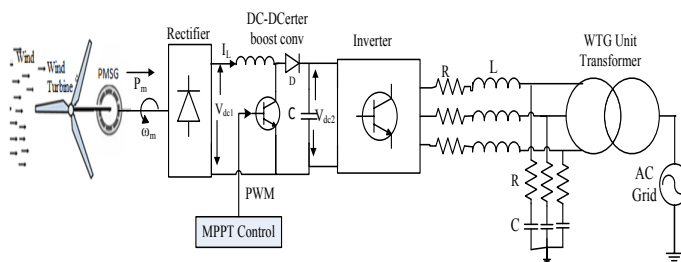 Wind
Wind
Turbine
PMSG
Pm
ωm
Rectifier
Vdc1
IL
DC-DCerter
boost conv
D
C
Vdc2
PWM
MPPT Control
Inverter
R
L
R
C
WTG Unit
Transformer
AC
Grid